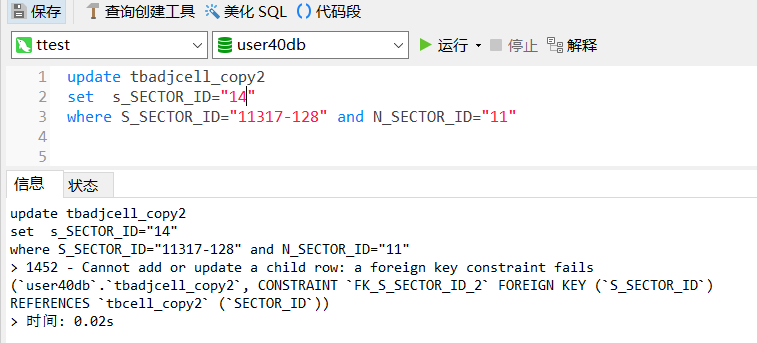 保存 查询创建工具 美化 SQL () 代码段
ttest user40db 运行 停止 解释
1 update tbadjcell_copy2
2 set  s_SECTOR_ID="14"
3 where S_SECTOR_ID="11317-128" and N_SECTOR_ID="11"
4
5
信息 状态
update tbadjcell_copy2
set  s_SECTOR_ID="14"
where S_SECTOR_ID="11317-128" and N_SECTOR_ID="11"
> 1452 - Cannot add or update a child row: a foreign key constraint fails
(`user40db`.`tbadjcell_copy2`, CONSTRAINT `FK_S_SECTOR_ID_2` FOREIGN KEY (`S_SECTOR_ID`)
REFERENCES `tbcell_copy2` (`SECTOR_ID`))
> 时间: 0.02s